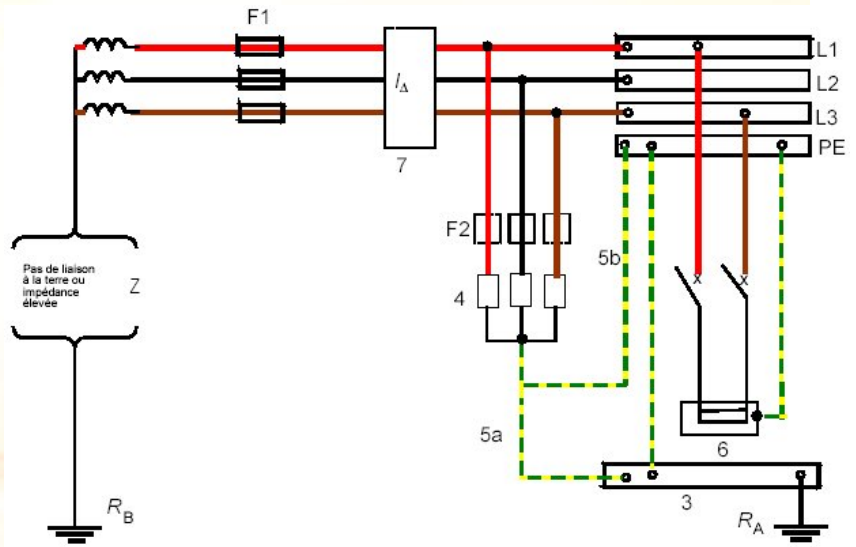 F1
L1
I∆
L2
L3
7
PE
F2
5b
x
x
Pas de liaison
à la terre ou
impédance
élevée
Z
4
5a
6
3
RB
RA